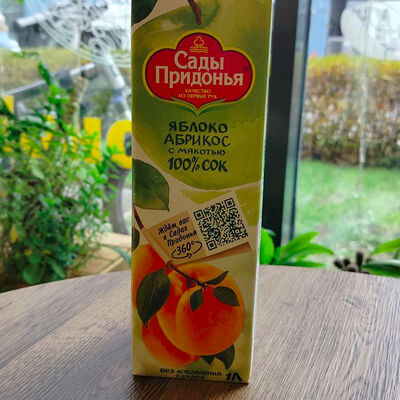 Сады
Придонья
КАЧЕСТВО
ИЗ ПЕРВЫХ РУК
ЯБЛОКО
АБРИКОС
С МЯКОТЬЮ
100% СОК
Ждём вас
в Садах
Придонья
360°
БЕЗ ДОБАВЛЕНИЯ
САХАРА
1Л